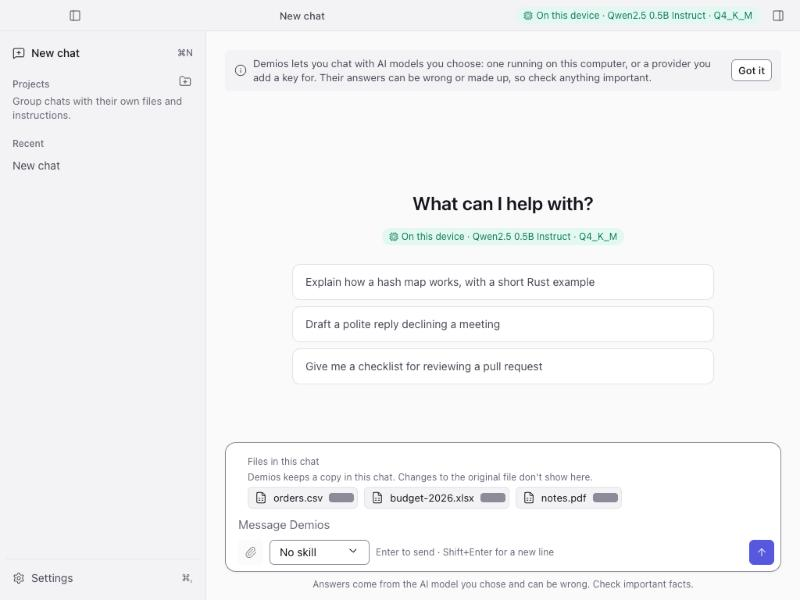 New chat
On this device · Qwen2.5 0.5B Instruct · Q4_K_M
New chat ⌘N
Projects
Group chats with their own files and
instructions.
Recent
New chat
Settings ⌘,
Demios lets you chat with AI models you choose: one running on this computer, or a provider you
add a key for. Their answers can be wrong or made up, so check anything important.
Got it
What can I help with?
On this device · Qwen2.5 0.5B Instruct · Q4_K_M
Explain how a hash map works, with a short Rust example
Draft a polite reply declining a meeting
Give me a checklist for reviewing a pull request
Files in this chat
Demios keeps a copy in this chat. Changes to the original file don't show here.
orders.csv budget-2026.xlsx notes.pdf
Message Demios
No skill Enter to send · Shift+Enter for a new line
Answers come from the AI model you chose and can be wrong. Check important facts.